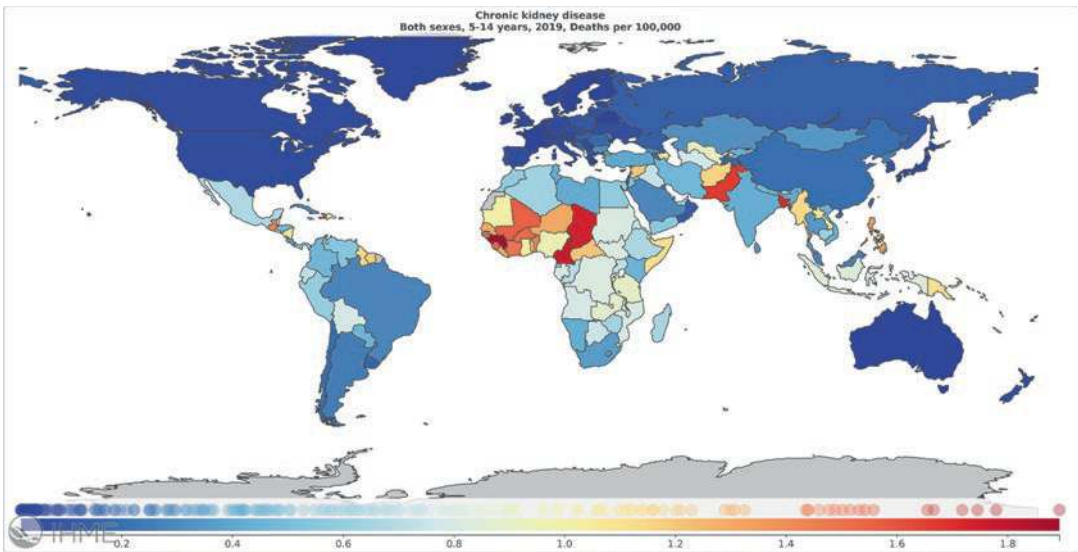 Chronic kidney disease
Both sexes, 5-14 years, 2019, Deaths per 100,000
IHME
0.2 0.4 0.6 0.8 1.0 1.2 1.4 1.6 1.8